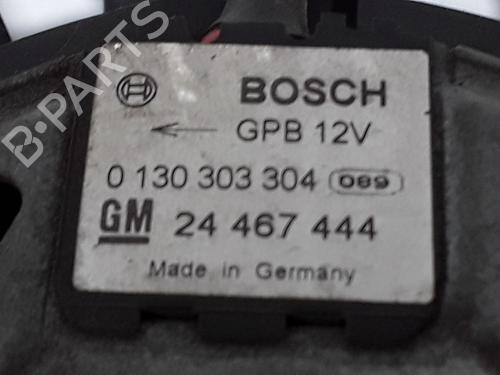 B-PARTS
BOSCH
GPB 12V
0 130 303 304 089
GM 24 467 444
Made in Germany